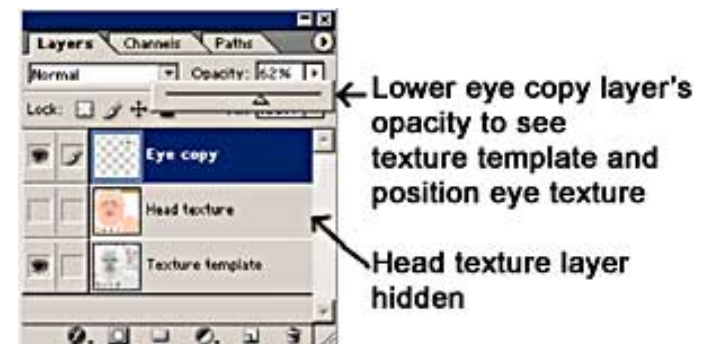 Layers Channels Paths
Normal Opacity: 62%
Lock:
Eye copy
Head texture
Texture template
Lower eye copy layer's
opacity to see
texture template and
position eye texture
Head texture layer
hidden